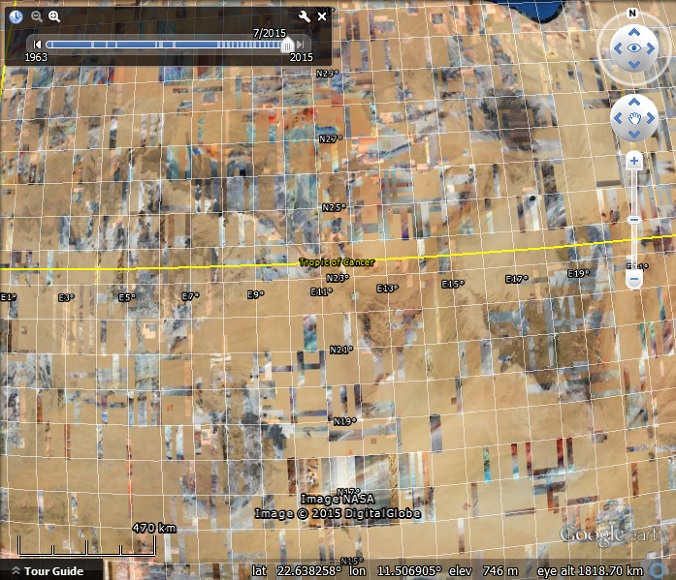 7/2015
1963
2015
N
N29°
N27°
N25°
Tropic of Cancer
N23°
E1°
E3°
E5°
E7°
E9°
E11°
E13°
E15°
E17°
E19°
N21°
N19°
N17°
Image NASA
Image © 2015 DigitalGlobe
470 km
Google earth
N15°
Tour Guide
lat 22.638258° lon 11.506905° elev 746 m eye alt 1818.70 km